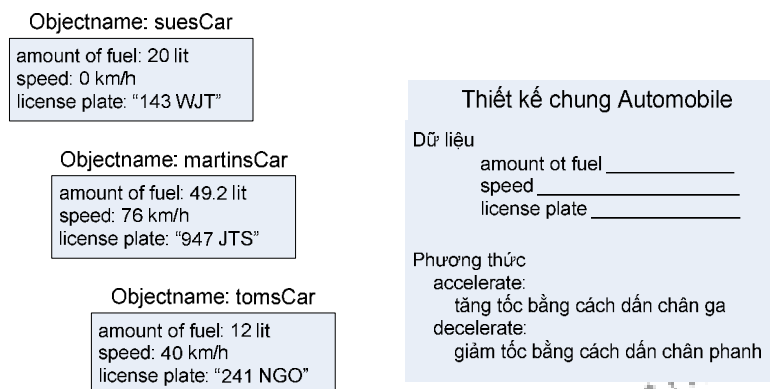 Objectname: suesCar
amount of fuel: 20 lit
speed: 0 km/h
license plate: “143 WJT”
Objectname: martinsCar
amount of fuel: 49.2 lit
speed: 76 km/h
license plate: “947 JTS”
Objectname: tomsCar
amount of fuel: 12 lit
speed: 40 km/h
license plate: “241 NGO”
Thiết kế chung Automobile
Dữ liệu
amount ot fuel
speed
license plate
Phương thức
accelerate:
tăng tốc bằng cách dấn chân ga
decelerate:
giảm tốc bằng cách dấn chân phanh